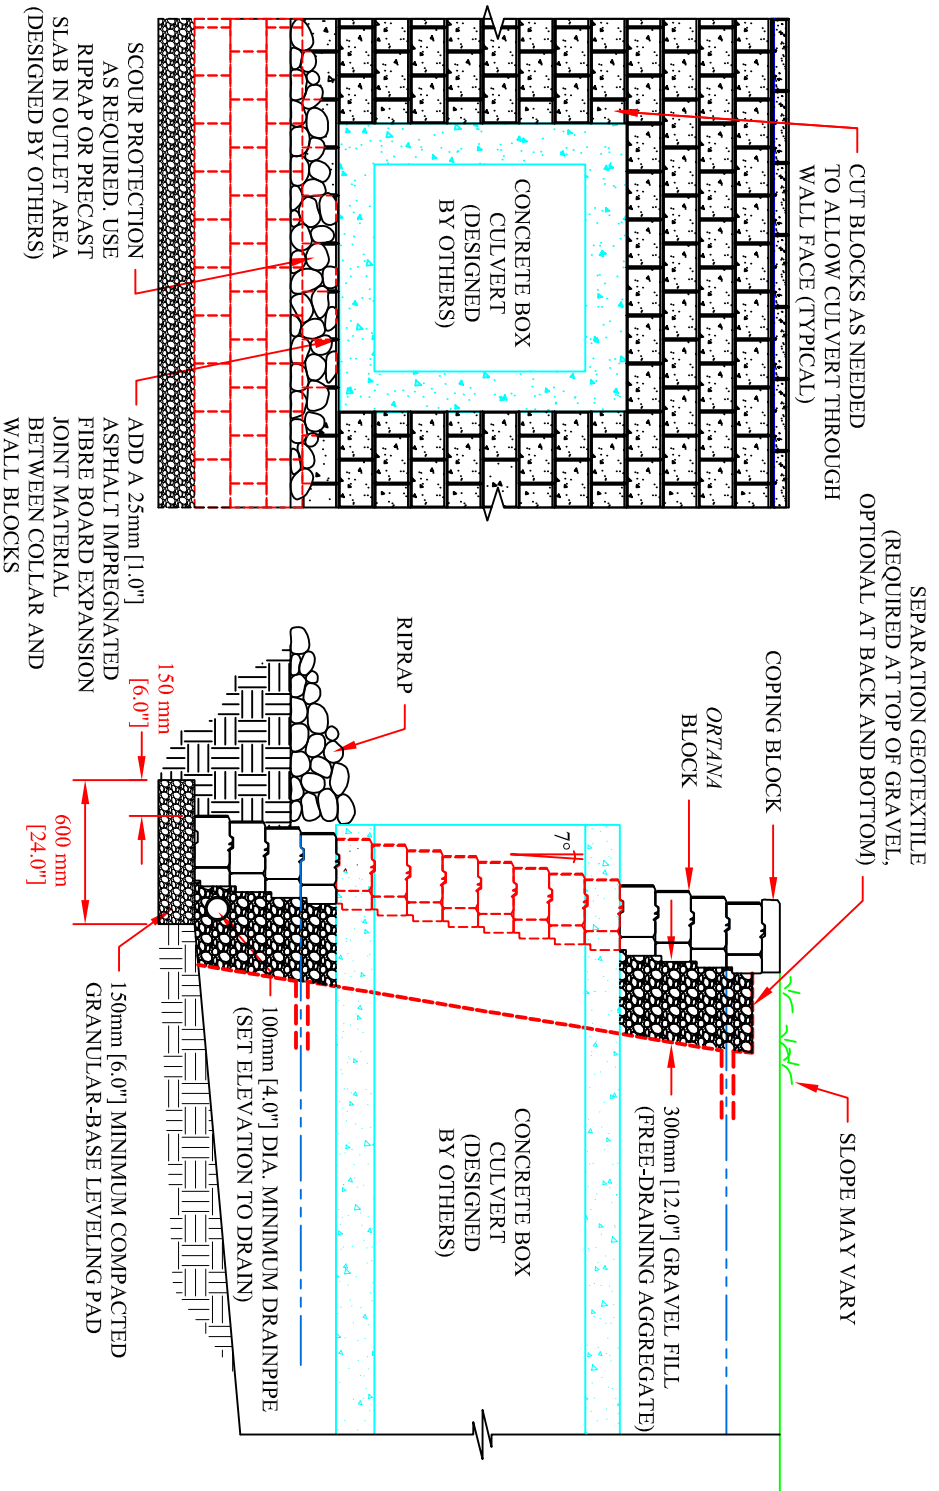 CUT BLOCKS AS NEEDED
TO ALLOW CULVERT THROUGH
WALL FACE (TYPICAL)
CONCRETE BOX
CULVERT
(DESIGNED
BY OTHERS)
SCOUR PROTECTION
AS REQUIRED. USE
RIPRAP OR PRECAST
SLAB IN OUTLET AREA
(DESIGNED BY OTHERS)
ADD A 25mm [1.0"]
ASPHALT IMPREGNATED
FIBRE BOARD EXPANSION
JOINT MATERIAL
BETWEEN COLLAR AND
WALL BLOCKS
SEPARATION GEOTEXTILE
(REQUIRED AT TOP OF GRAVEL,
OPTIONAL AT BACK AND BOTTOM)
COPING BLOCK
ORTANA
BLOCK
RIPRAP
7°
SLOPE MAY VARY
300mm [12.0"] GRAVEL FILL
(FREE-DRAINING AGGREGATE)
CONCRETE BOX
CULVERT
(DESIGNED
BY OTHERS)
100mm [4.0"] DIA. MINIMUM DRAINPIPE
(SET ELEVATION TO DRAIN)
150mm [6.0"] MINIMUM COMPACTED
GRANULAR-BASE LEVELING PAD
150 mm
[6.0"]
600 mm
[24.0"]